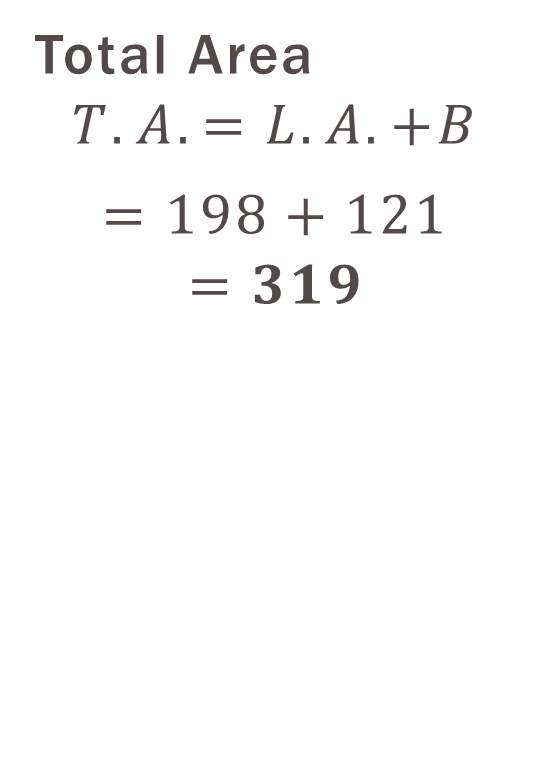 Total Area
T. A. = L. A. + B
= 198 + 121
= 319